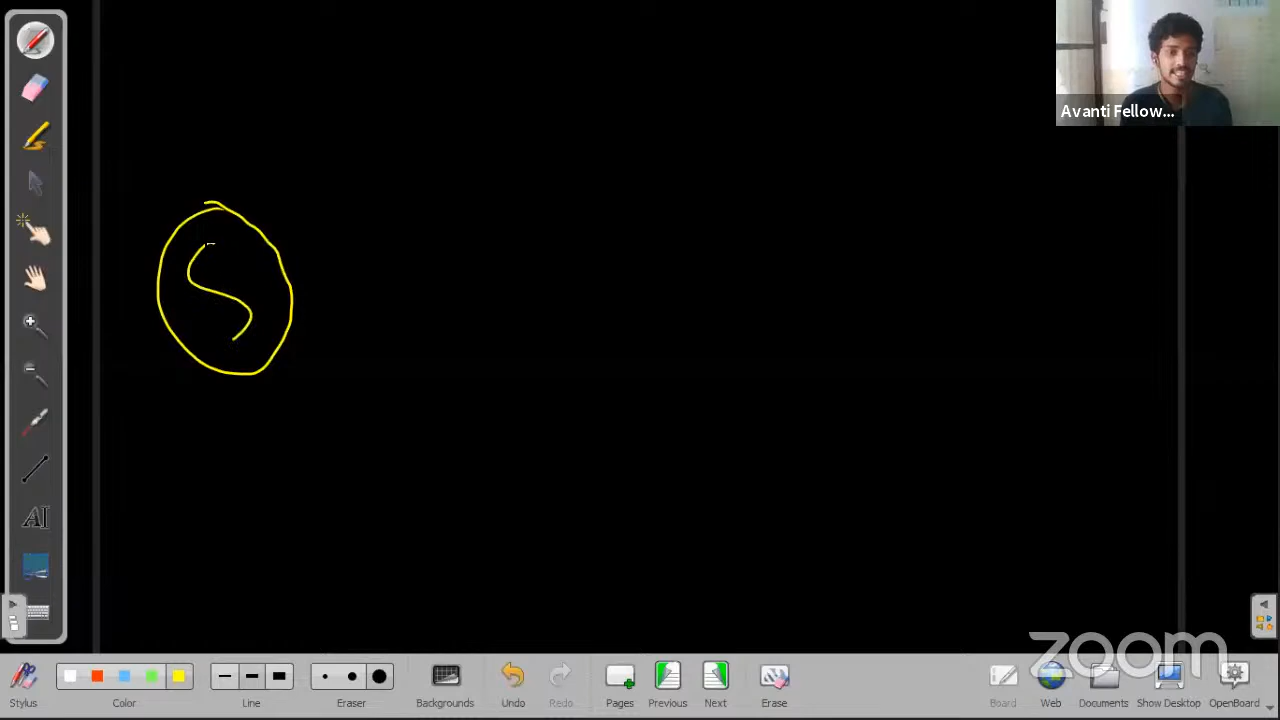 Avanti Fellow...
S
AI
zoom
Stylus
Color
Line
Eraser
Backgrounds
Undo
Redo
Pages
Previous
Next
Erase
Board
Web
Documents
Show Desktop
OpenBoard